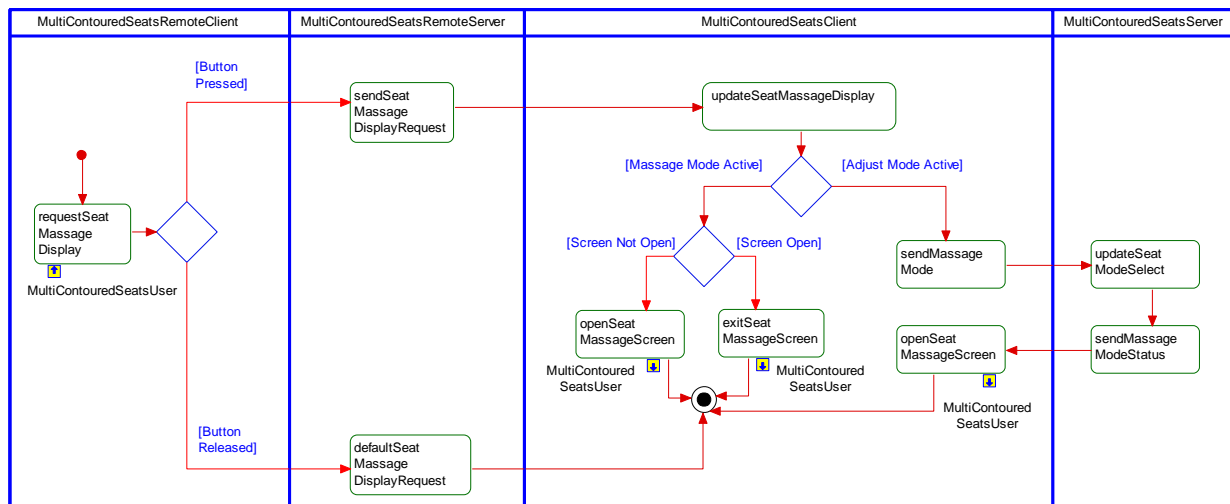 MultiContouredSeatsRemoteClient
MultiContouredSeatsRemoteServer
MultiContouredSeatsClient
MultiContouredSeatsServer
[Button
Pressed]
sendSeat
Massage
DisplayRequest
updateSeatMassageDisplay
[Massage Mode Active]
[Adjust Mode Active]
requestSeat
Massage
Display
MultiContouredSeatsUser
[Screen Not Open]
[Screen Open]
sendMassage
Mode
updateSeat
ModeSelect
openSeat
MassageScreen
MultiContoured
SeatsUser
exitSeat
MassageScreen
MultiContoured
SeatsUser
openSeat
MassageScreen
MultiContoured
SeatsUser
sendMassage
ModeStatus
[Button
Released]
defaultSeat
Massage
DisplayRequest